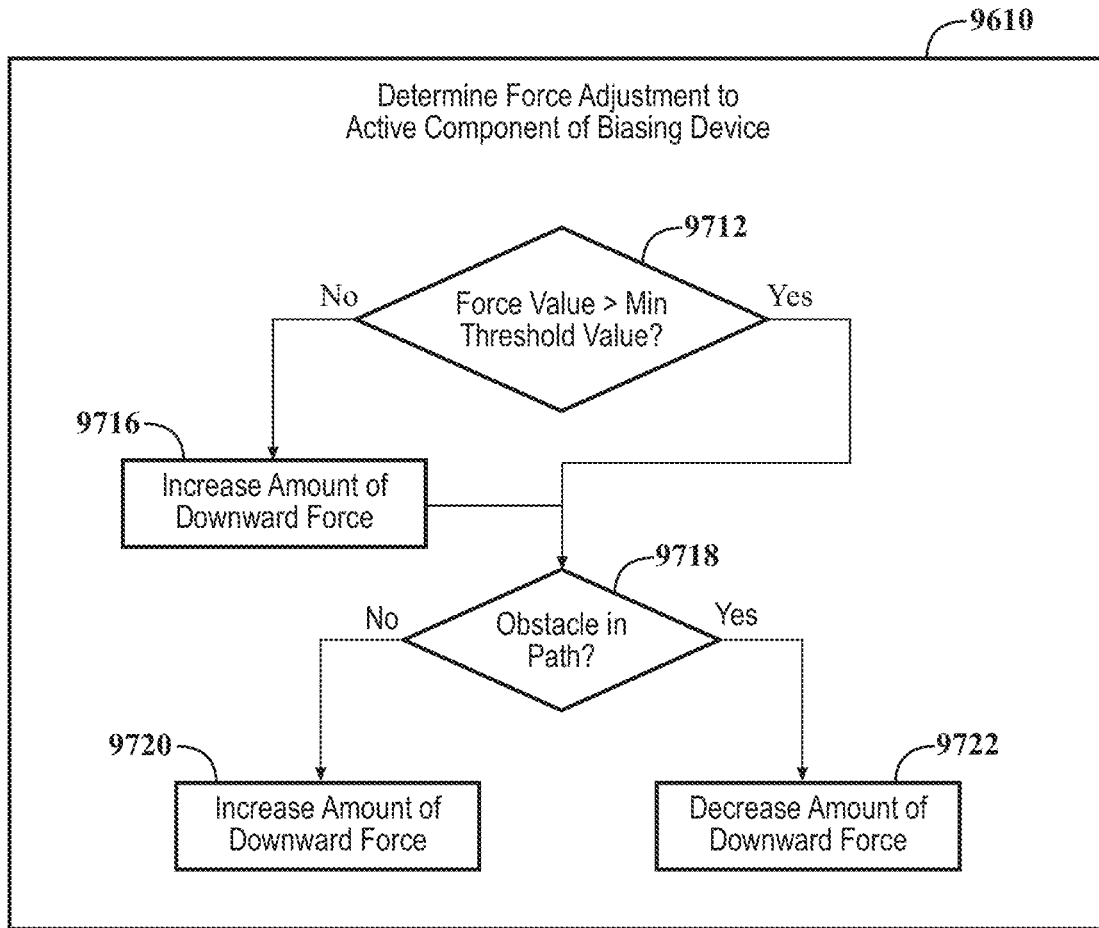 9610
Determine Force Adjustment to
Active Component of Biasing Device
9712
No
Force Value > Min
Threshold Value?
Yes
9716
Increase Amount of
Downward Force
9718
No
Obstacle in
Path?
Yes
9720
Increase Amount of
Downward Force
9722
Decrease Amount of
Downward Force